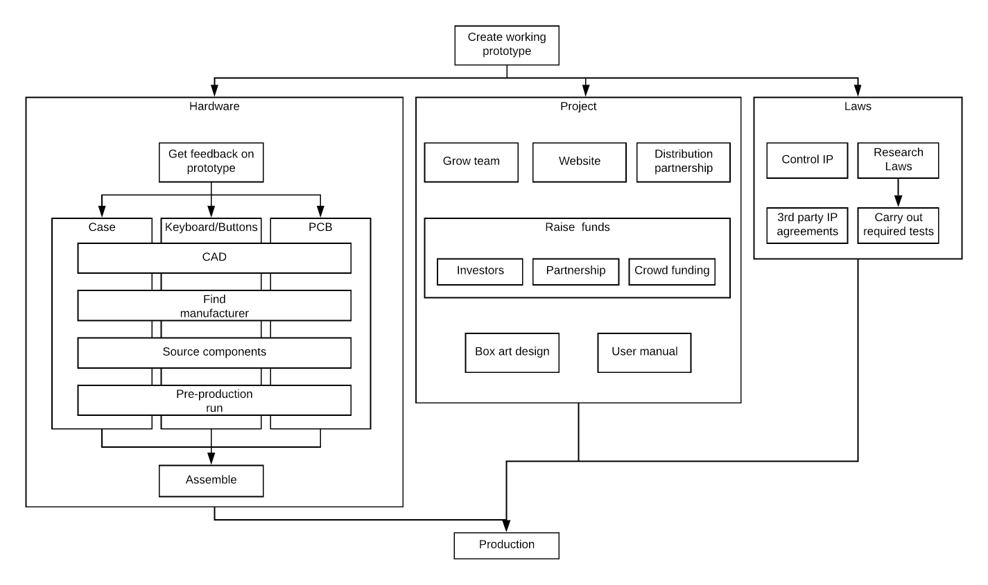 Create working
prototype
Hardware
Project
Laws
Get feedback on
prototype
Grow team
Website
Distribution
partnership
Control IP
Research
Laws
Case
Keyboard/Buttons
PCB
Raise funds
3rd party IP
agreements
Carry out
required tests
CAD
Investors
Partnership
Crowd funding
Find
manufacturer
Source components
Box art design
User manual
Pre-production
run
Assemble
Production